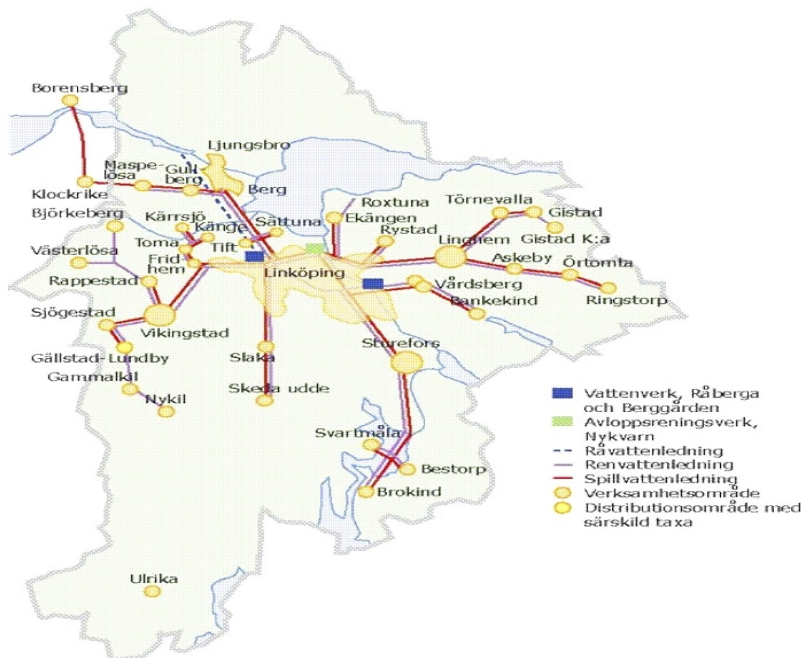 Borensberg
Ljungsbro
Maspe-
lösa
Gull
berg
Berg
Klockrike
Björkeberg
Kärrsjö
Kånge
Sättuna
Roxtuna
Ekängen
Rystad
Törnevalla
Gistad
Gistad K:a
Linghem
Toma
Tift
Västerlösa
Frid
hem
Linköping
Askeby
Örtomta
Rappestad
Vårdsberg
Bankekind
Ringstorp
Sjögestad
Vikingstad
Sturefors
Gällstad-Lundby
Slaka
Gammalkil
Skeda udde
Nykil
Svartmåla
Bestorp
Brokind
Ulrika
Vattenverk, Råberga
och Berggården
Avloppsreningsverk,
Nykvarn
Råvattenledning
Renvattenledning
Spillvattenledning
Verksamhetsområde
Distributionsområde med
särskild taxa